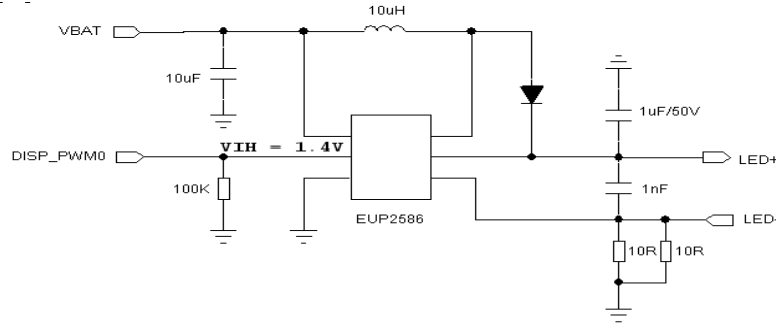 10uH
VBAT
10uF
1uF/50V
VIH = 1.4V
DISP_PWM0
LED+
100K
1nF
EUP2586
LED-
10R
10R